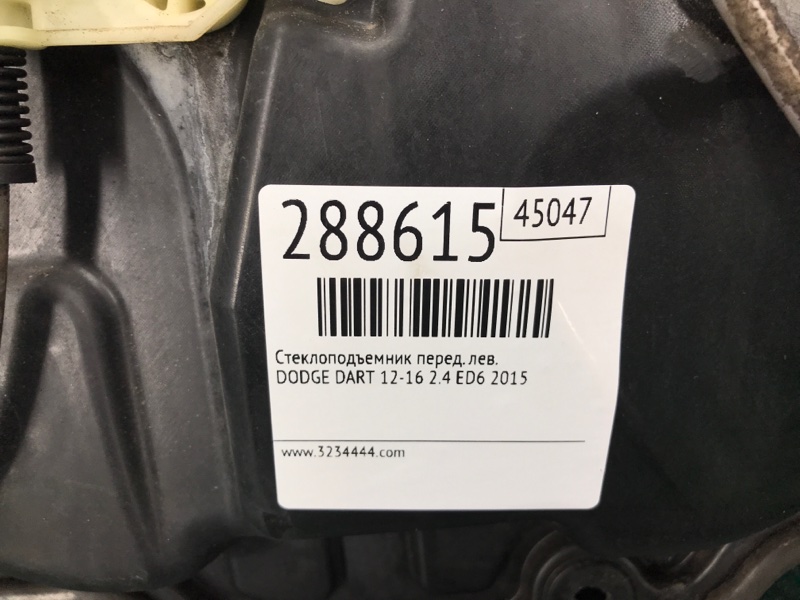 288615
45047
Стеклоподъемник перед. лев.
DODGE DART 12-16 2.4 ED6 2015
www.3234444.com